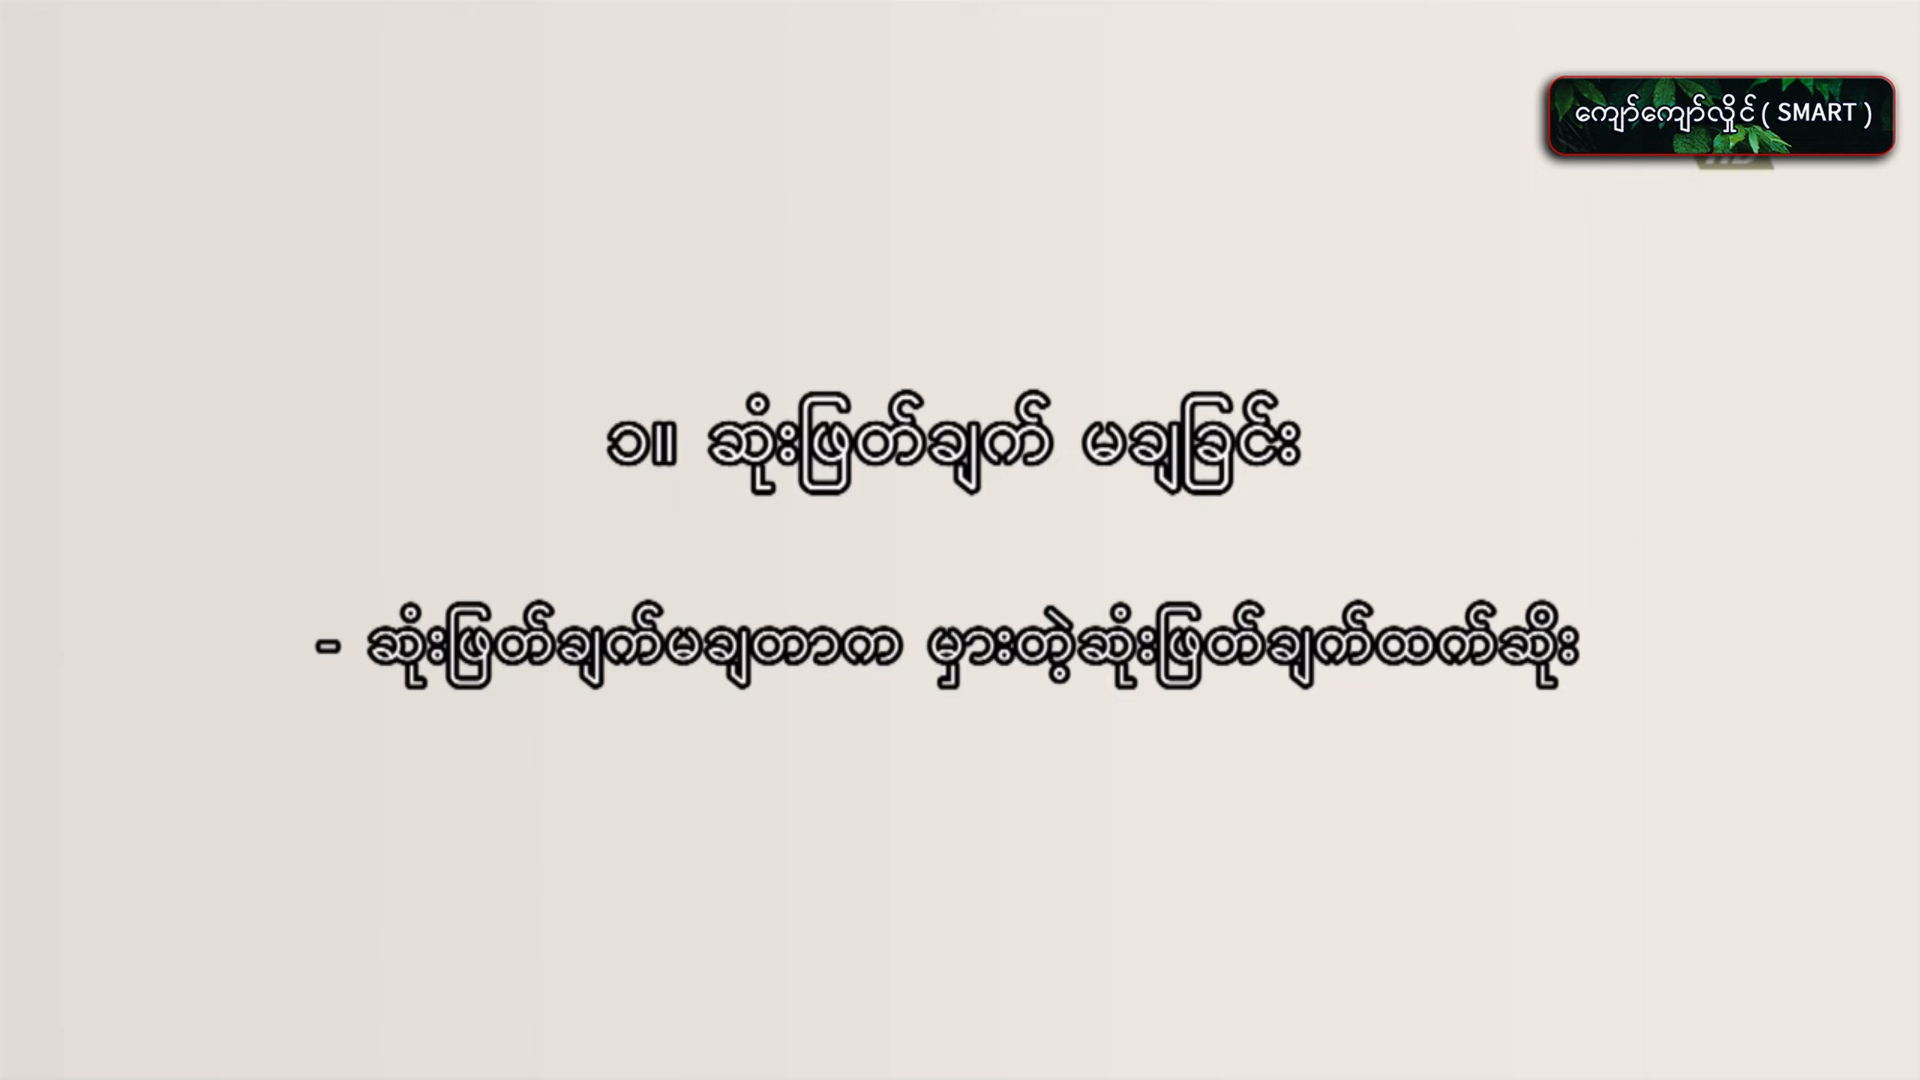 ကျော်ကျော်လှိုင် ( SMART )
၁။ ဆုံးဖြတ်ချက် မချခြင်း
- ဆုံးဖြတ်ချက်မချတာက မှားတဲ့ဆုံးဖြတ်ချက်ထက်ဆိုး